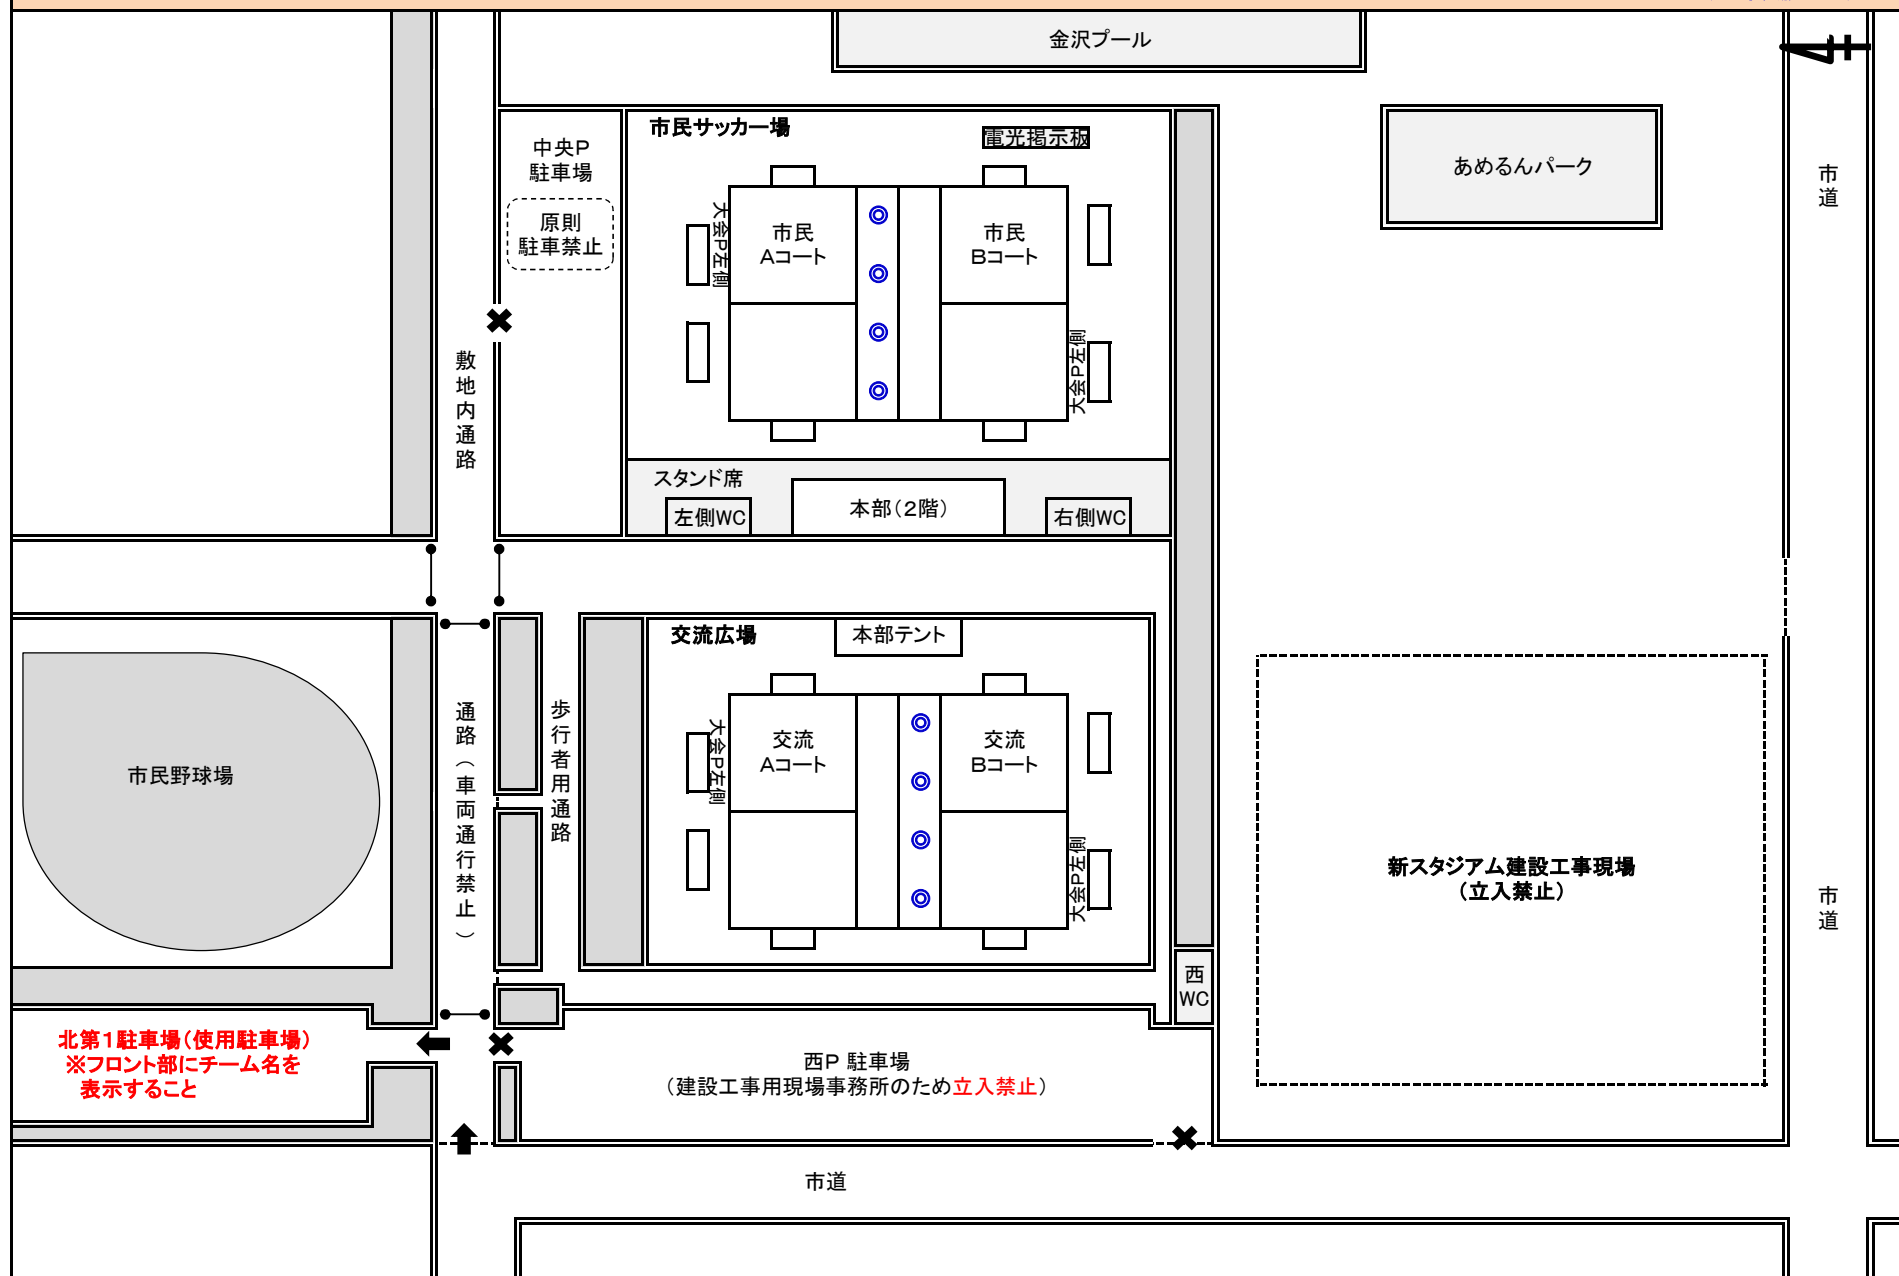 金沢プール
市民サッカー場
電光掲示板
中央P
駐車場
原則
駐車禁止
あめるんパーク
市道
大会P左側
市民
Aコート
市民
Bコート
大会P左側
敷地内通路
スタンド席
左側WC
本部（2階）
右側WC
交流広場
本部テント
通路（車両通行禁止）
歩行者用通路
市民野球場
大会P左側
交流
Aコート
交流
Bコート
大会P左側
新スタジアム建設工事現場
（立入禁止）
市道
西
WC
北第1駐車場（使用駐車場）
※フロント部にチーム名を
表示すること
西P 駐車場
（建設工事用現場事務所のため立入禁止）
市道